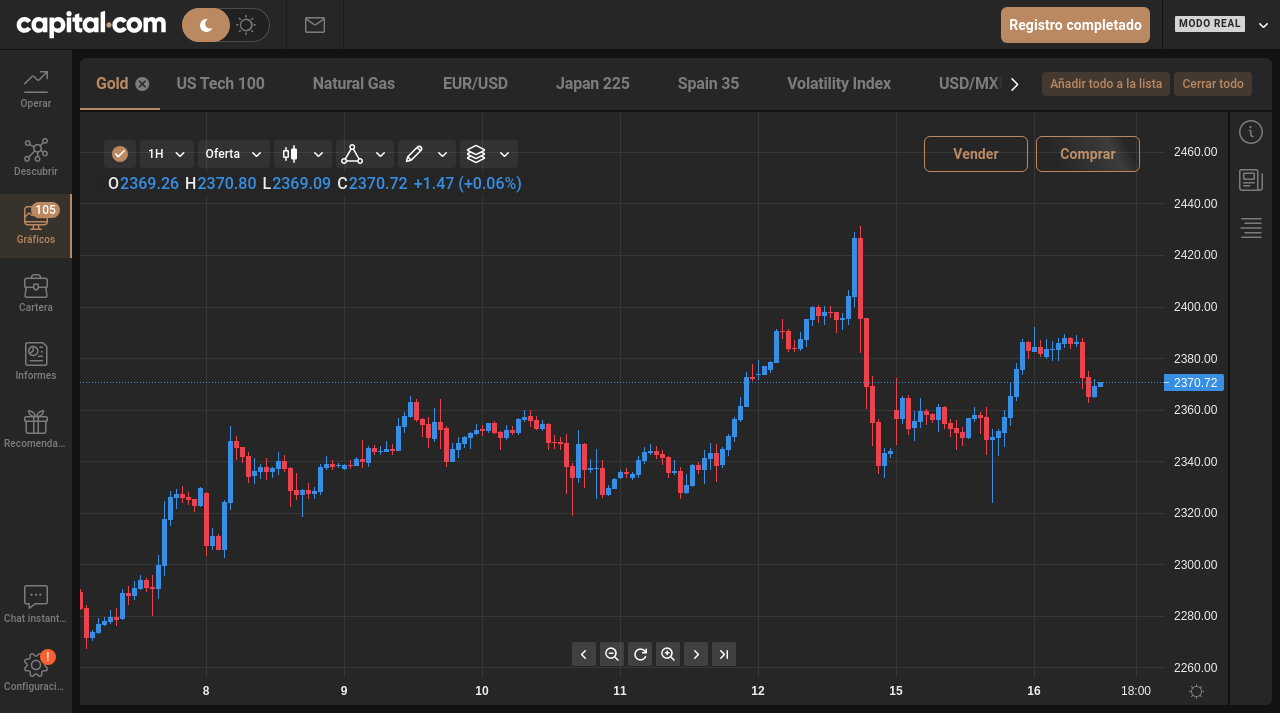 capital.com
Registro completado
MODO REAL
Gold
US Tech 100
Natural Gas
EUR/USD
Japan 225
Spain 35
Volatility Index
USD/MX
Añadir todo a la lista
Cerrar todo
Operar
Descubrir
105
Gráficos
Cartera
Informes
Recomenda...
Chat instant...
!
Configuraci...
1H
Oferta
Vender
Comprar
O2369.26 H2370.80 L2369.09 C2370.72 +1.47 (+0.06%)
2460.00
2440.00
2420.00
2400.00
2380.00
2370.72
2360.00
2340.00
2320.00
2300.00
2280.00
2260.00
8 9 10 11 12 15 16 18:00